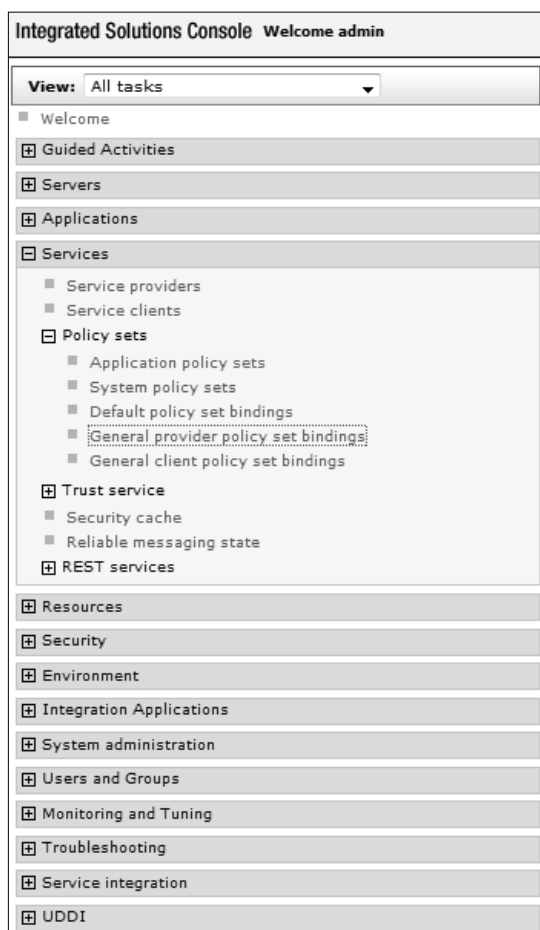 Integrated Solutions Console Welcome admin
View: All tasks
Welcome
Guided Activities
Servers
Applications
Services
Service providers
Service clients
Policy sets
Application policy sets
System policy sets
Default policy set bindings
General provider policy set bindings
General client policy set bindings
Trust service
Security cache
Reliable messaging state
REST services
Resources
Security
Environment
Integration Applications
System administration
Users and Groups
Monitoring and Tuning
Troubleshooting
Service integration
UDDI